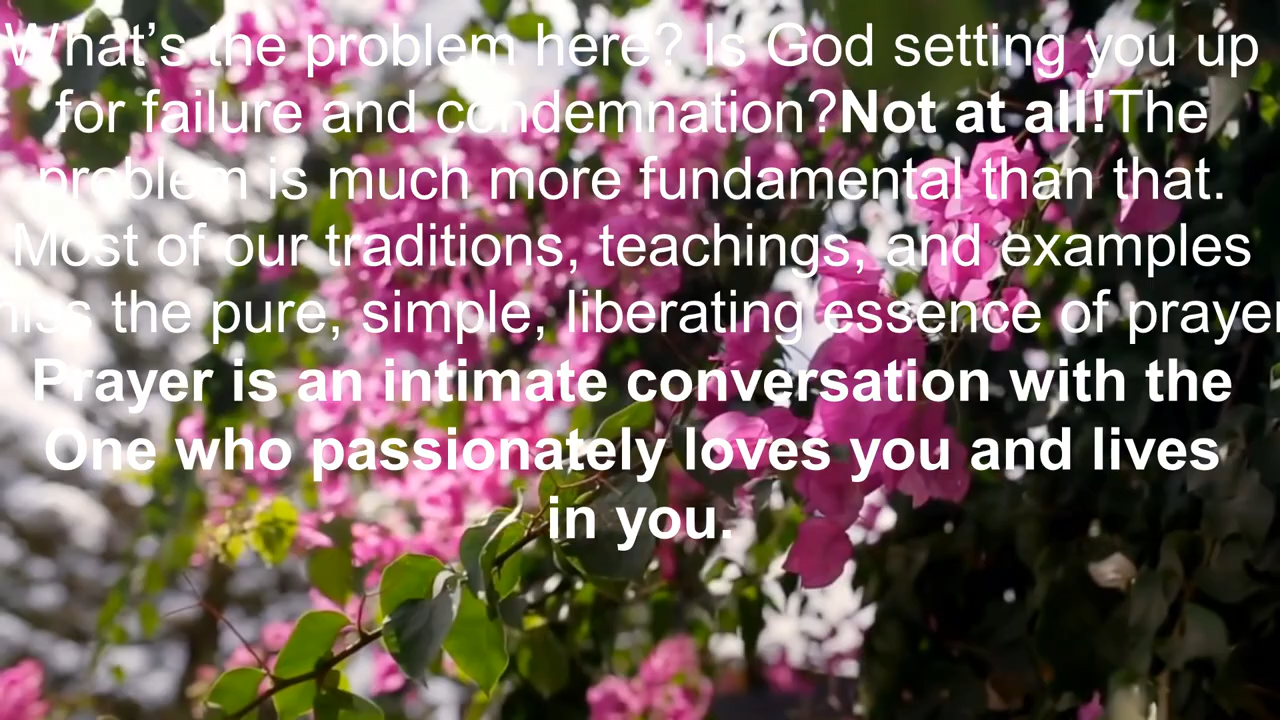 What’s the problem here? Is God setting you up
for failure and condemnation?Not at all!The
problem is much more fundamental than that.
Most of our traditions, teachings, and examples
miss the pure, simple, liberating essence of prayer
Prayer is an intimate conversation with the
One who passionately loves you and lives
in you.